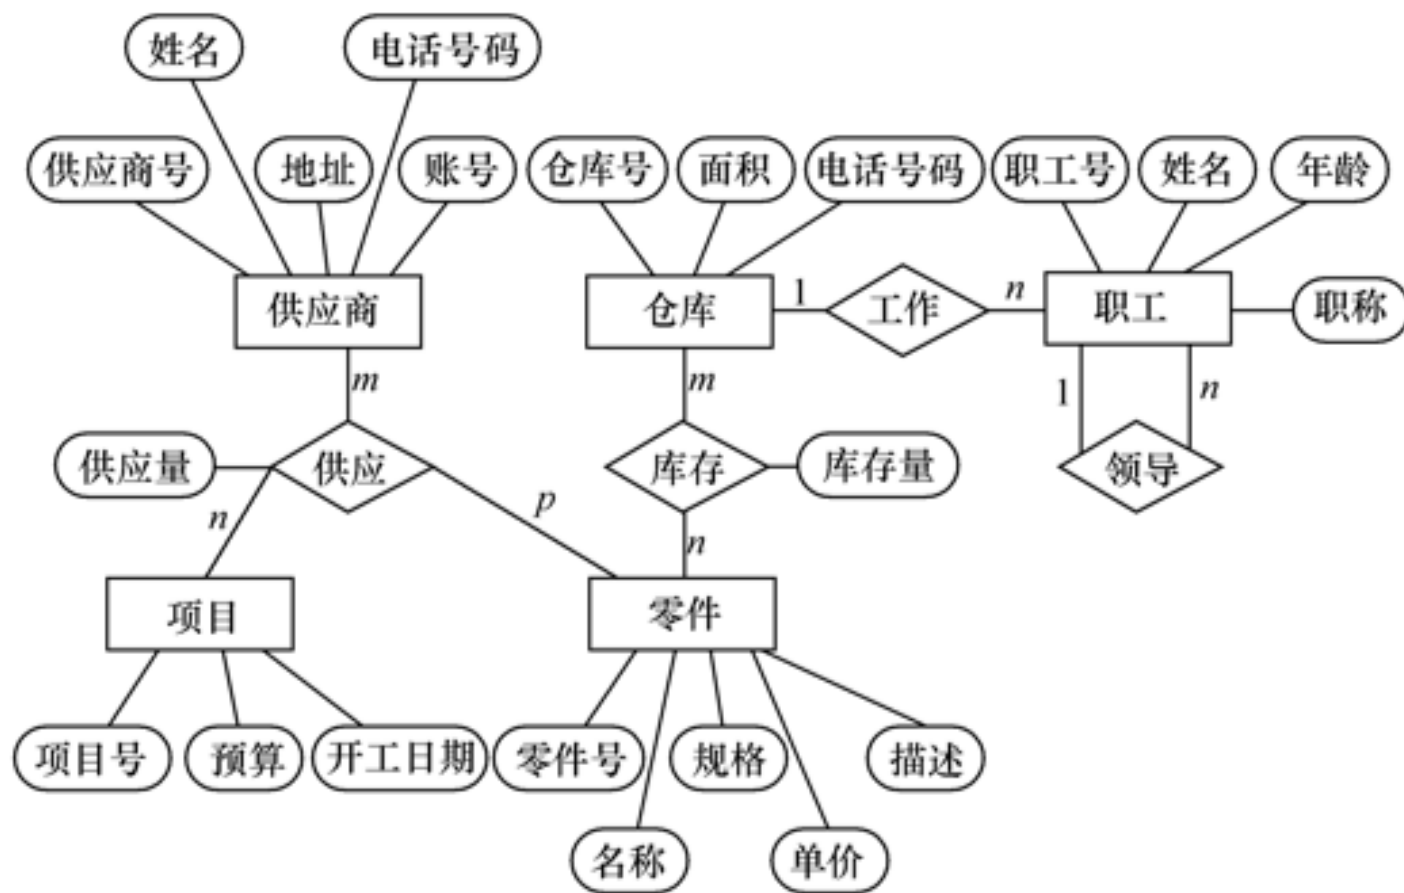 姓名
电话号码
供应商号
地址
账号
仓库号
面积
电话号码
职工号
姓名
年龄
供应商
仓库
1
工作
n
职工
职称
m
m
1
n
供应量
供应
库存
库存量
领导
n
p
n
项目
零件
项目号
预算
开工日期
零件号
规格
描述
名称
单价